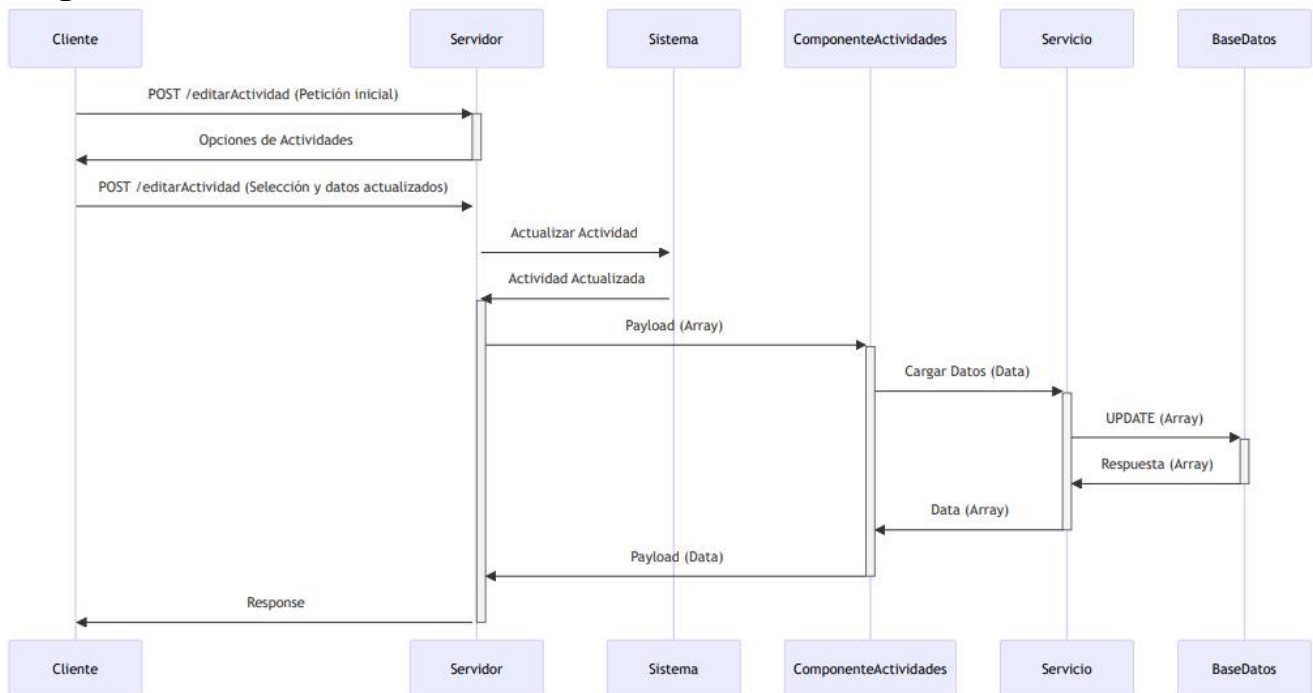 Cliente Servidor Sistema ComponenteActividades Servicio BaseDatos
POST /editarActividad (Petición inicial)
Opciones de Actividades
POST /editarActividad (Selección y datos actualizados)
Actualizar Actividad
Actividad Actualizada
Payload (Array)
Cargar Datos (Data)
UPDATE (Array)
Respuesta (Array)
Data (Array)
Payload (Data)
Response
Cliente Servidor Sistema ComponenteActividades Servicio BaseDatos